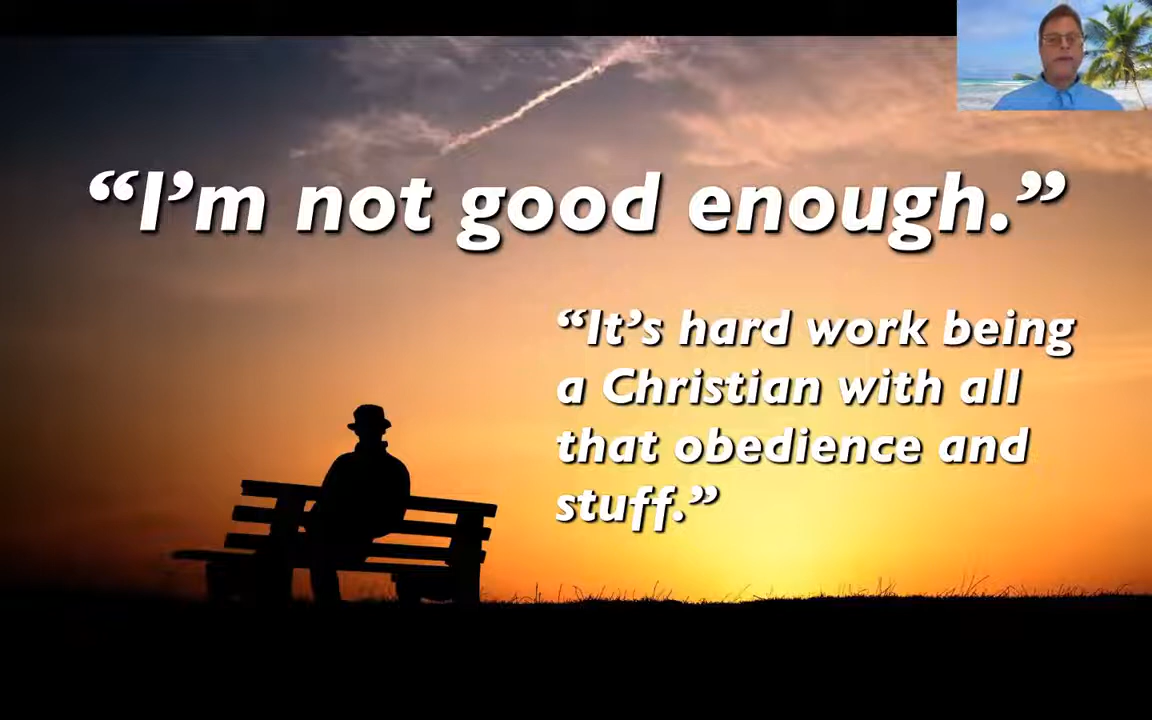 “I’m not good enough.”
“It’s hard work being
a Christian with all
that obedience and
stuff.”